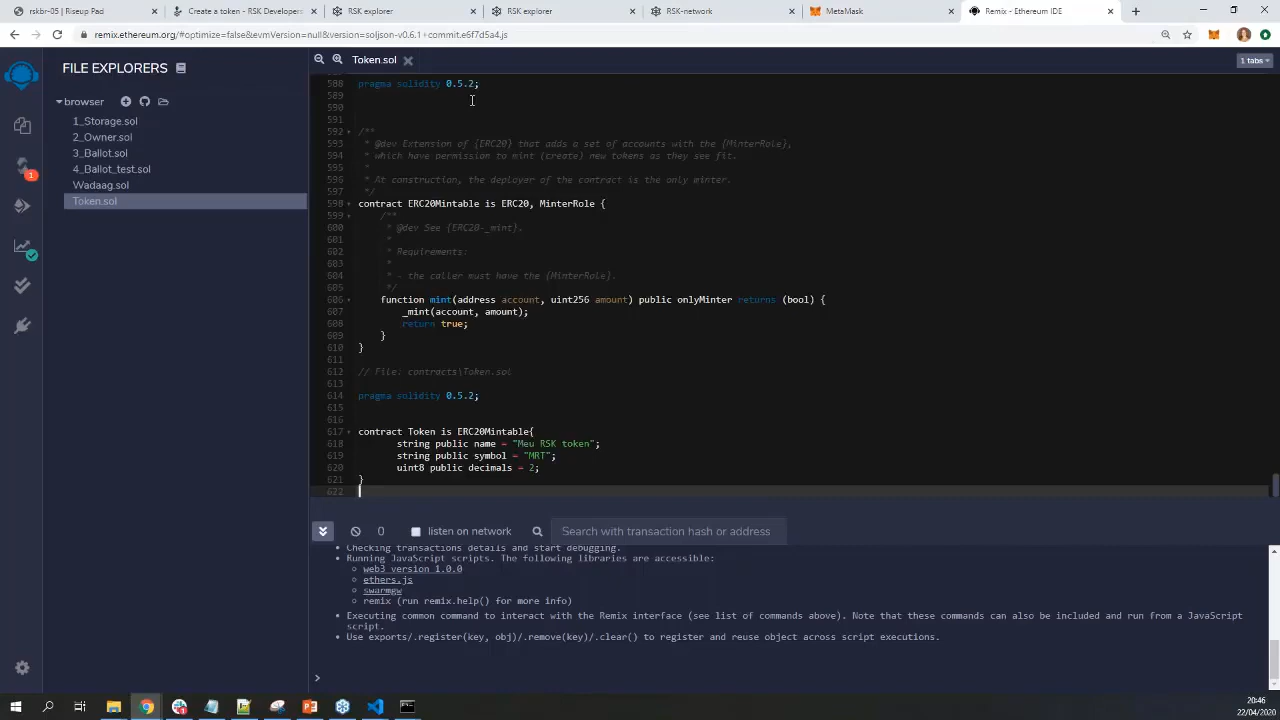 rskbr-05 | Riseup Pad
Create a token - RSK Developers
RSK explorer
RSK explorer
RSK-network
MetaMask
Remix - Ethereum IDE
remix.ethereum.org/#optimize=false&evmVersion=null&version=soljson-v0.6.1+commit.e6f7d5a4.js
FILE EXPLORERS
Token.sol
1 tabs
browser
1_Storage.sol
2_Owner.sol
3_Ballot.sol
4_Ballot_test.sol
Wadaag.sol
Token.sol
1
588 pragma solidity 0.5.2;
589
590
591
592 /**
593 * @dev Extension of {ERC20} that adds a set of accounts with the {MinterRole},
594 * which have permission to mint (create) new tokens as they see fit.
595 *
596 * At construction, the deployer of the contract is the only minter.
597 */
598 contract ERC20Mintable is ERC20, MinterRole {
599 /**
600 * @dev See {ERC20-_mint}.
601 *
602 * Requirements:
603 *
604 * - the caller must have the {MinterRole}.
605 */
606 function mint(address account, uint256 amount) public onlyMinter returns (bool) {
607 _mint(account, amount);
608 return true;
609 }
610 }
611
612 // File: contracts\Token.sol
613
614 pragma solidity 0.5.2;
615
616
617 contract Token is ERC20Mintable{
618 string public name = "Meu RSK token";
619 string public symbol = "MRT";
620 uint8 public decimals = 2;
621 }
622
0
listen on network
Search with transaction hash or address
• Checking transactions details and start debugging.
• Running JavaScript scripts. The following libraries are accessible:
web3 version 1.0.0
ethers.js
swarmgw
remix (run remix.help() for more info)
• Executing common command to interact with the Remix interface (see list of commands above). Note that these commands can also be included and run from a JavaScript
script.
• Use exports/.register(key, obj)/.remove(key)/.clear() to register and reuse object across script executions.
>
20:46
22/04/2020